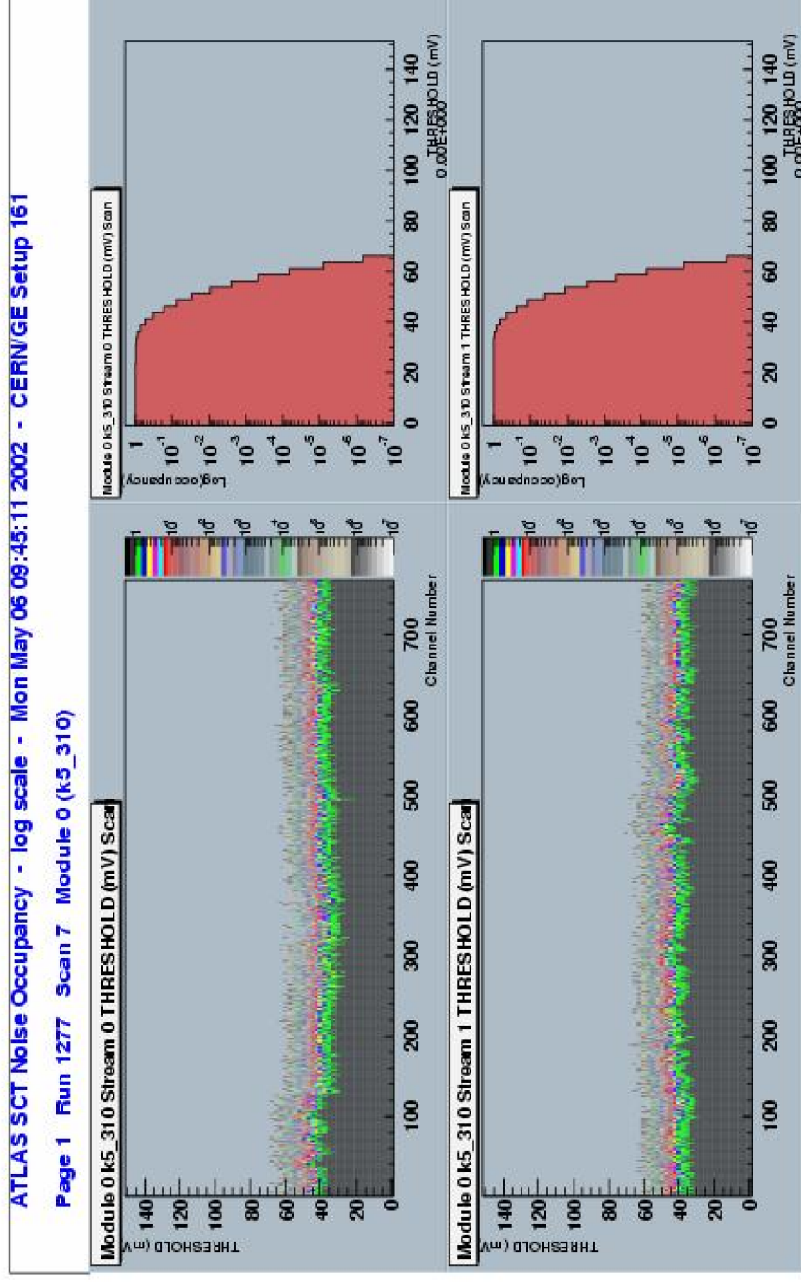 ATLAS SCT Noise Occupancy - log scale - Mon May 06 09:45:11 2002 - CERN/GE Setup 161
Page 1 Run 1277 Scan 7 Module 0 (k5_310)
Module 0 k5_310 Stream 0 THRESHOLD (mV) Scan
THRESHOLD (mV)
140
120
100
80
60
40
20
0
100 200 300 400 500 600 700
Channel Number
1
10
Module 0 k5_310 Stream 0 THRESHOLD (mV) Scan
Log(occupancy)
1
10 -1
10 -2
10 -3
10 -4
10 -5
10 -6
10 -7
0 20 40 60 80 100 120 140
THRESHOLD (mV)
0.00E+000
Module 0 k5_310 Stream 1 THRESHOLD (mV) Scan
THRESHOLD (mV)
140
120
100
80
60
40
20
0
100 200 300 400 500 600 700
Channel Number
1
10
Module 0 k5_310 Stream 1 THRESHOLD (mV) Scan
Log(occupancy)
1
10 -1
10 -2
10 -3
10 -4
10 -5
10 -6
10 -7
0 20 40 60 80 100 120 140
THRESHOLD (mV)
0.00E+000